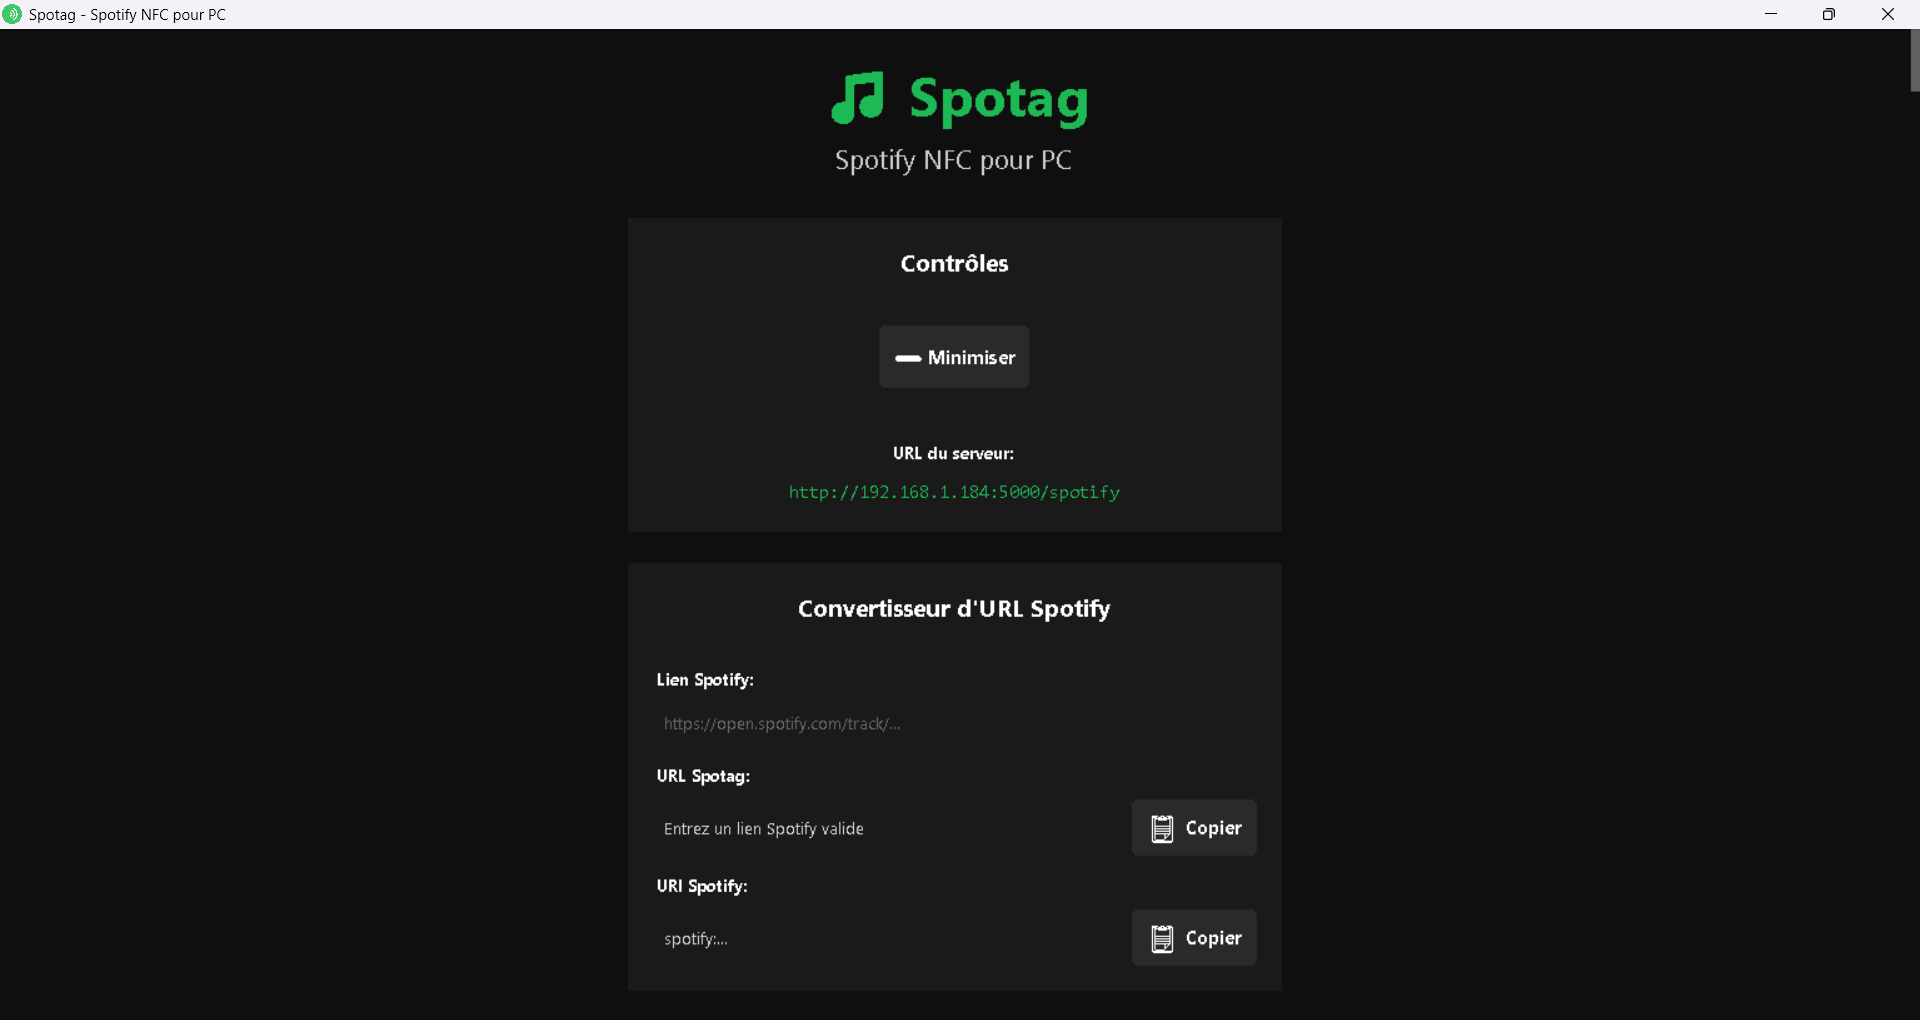 Spotag - Spotify NFC pour PC
Spotag
Spotify NFC pour PC
Contrôles
Minimiser
URL du serveur:
http://192.168.1.184:5000/spotify
Convertisseur d'URL Spotify
Lien Spotify:
https://open.spotify.com/track/...
URL Spotag:
Entrez un lien Spotify valide
Copier
URI Spotify:
spotify:...
Copier